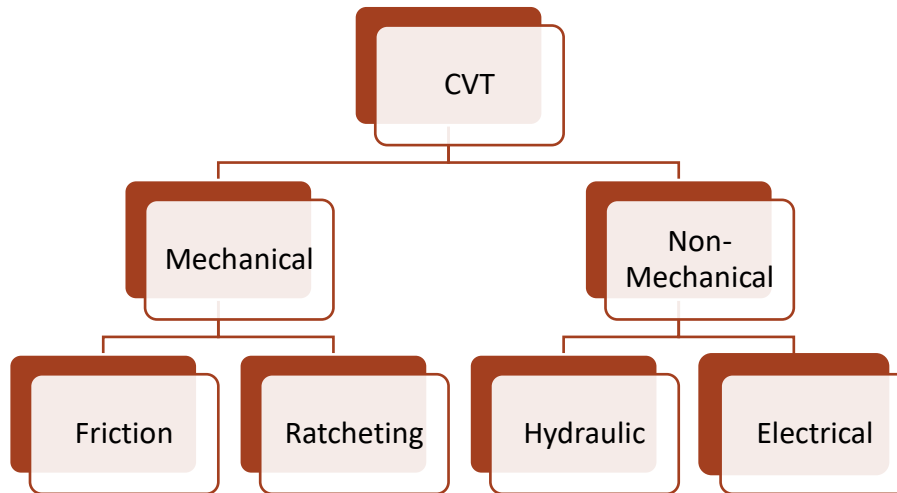 CVT
Mechanical
Non-
Mechanical
Friction
Ratcheting
Hydraulic
Electrical